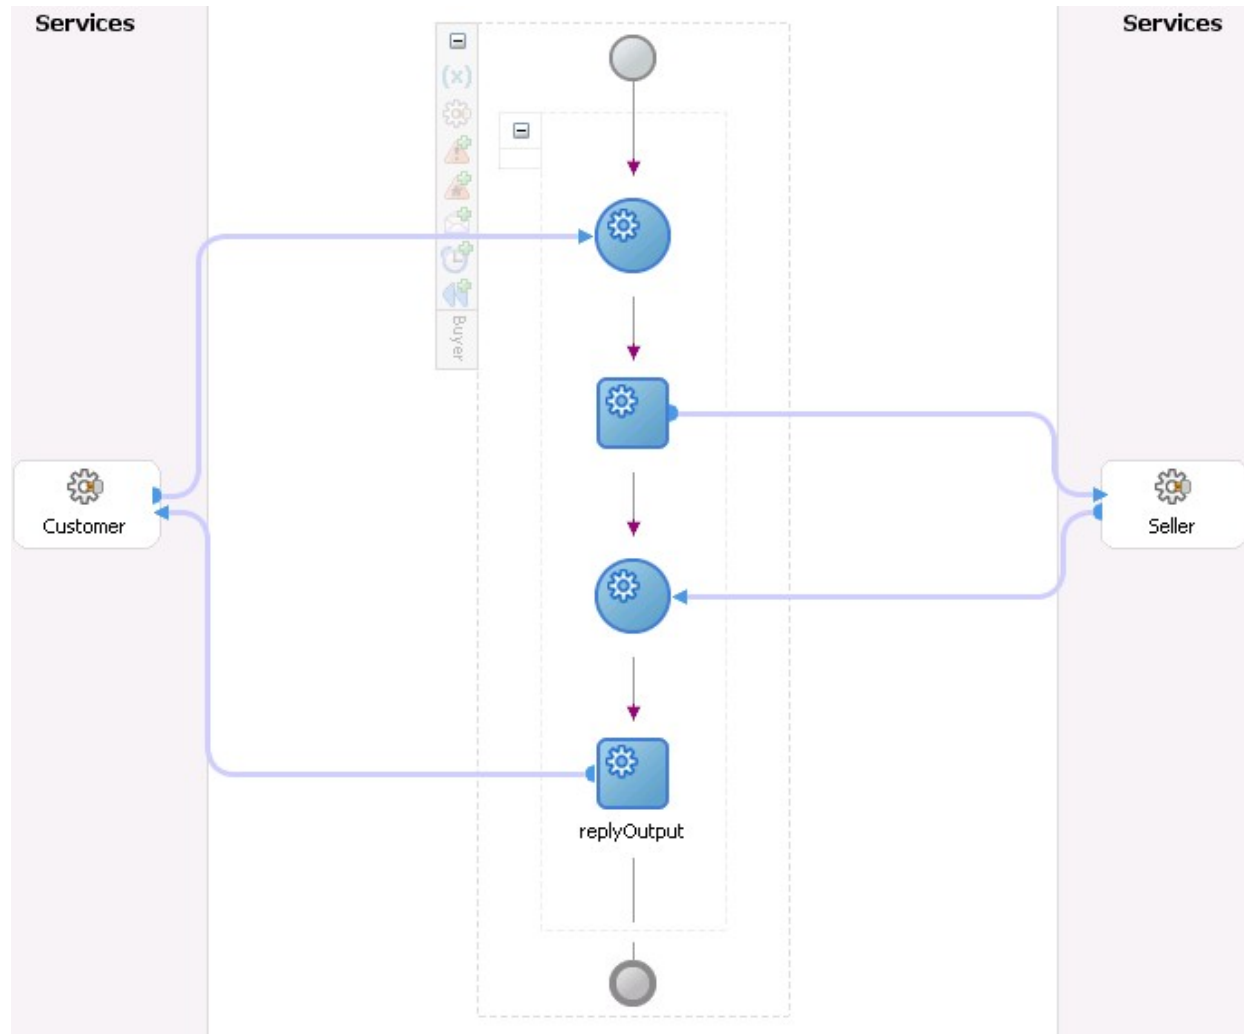 Services
Services
(x)
Buyer
Customer
Seller
replyOutput